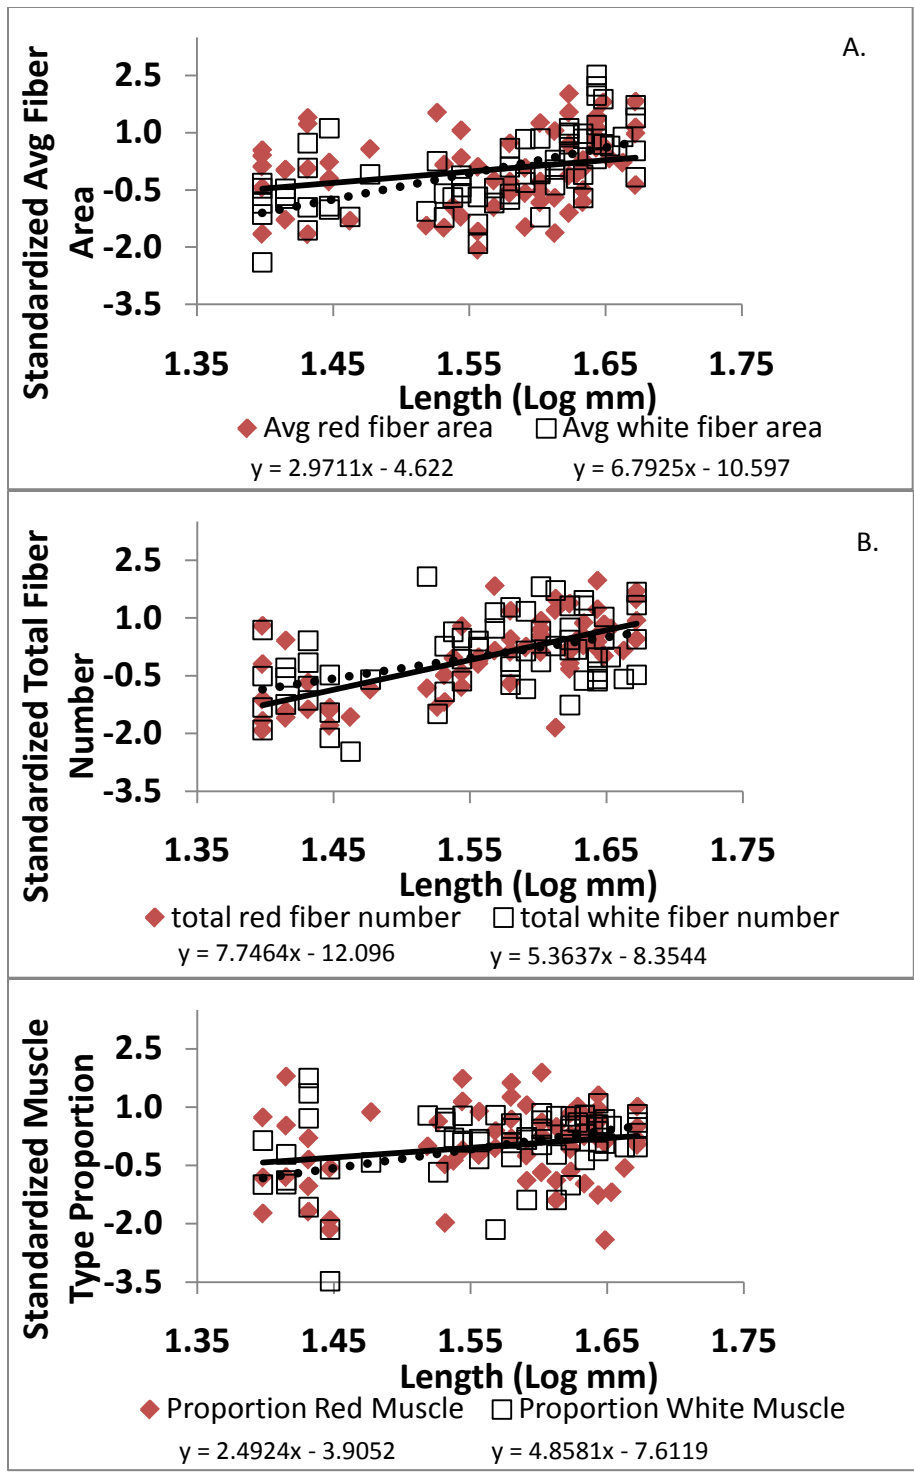 A.
Standardized Avg Fiber
Area
2.5
1.0
-0.5
-2.0
-3.5
1.35 1.45 1.55 1.65 1.75
Length (Log mm)
Avg red fiber area Avg white fiber area
y = 2.9711x - 4.622 y = 6.7925x - 10.597
B.
Standardized Total Fiber
Number
2.5
1.0
-0.5
-2.0
-3.5
1.35 1.45 1.55 1.65 1.75
Length (Log mm)
total red fiber number total white fiber number
y = 7.7464x - 12.096 y = 5.3637x - 8.3544
Standardized Muscle
Type Proportion
2.5
1.0
-0.5
-2.0
-3.5
1.35 1.45 1.55 1.65 1.75
Length (Log mm)
Proportion Red Muscle Proportion White Muscle
y = 2.4924x - 3.9052 y = 4.8581x - 7.6119